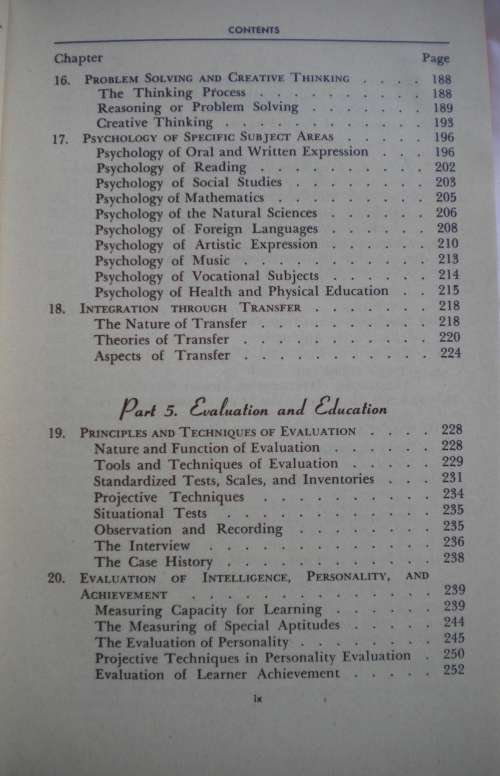 CONTENTS
Chapter Page
16. PROBLEM SOLVING AND CREATIVE THINKING . . . . 188
The Thinking Process . . . . . . . . . . 188
Reasoning or Problem Solving . . . . . . . 189
Creative Thinking . . . . . . . . . . . 193
17. PSYCHOLOGY OF SPECIFIC SUBJECT AREAS . . . . . 196
Psychology of Oral and Written Expression . . . 196
Psychology of Reading . . . . . . . . . . 202
Psychology of Social Studies . . . . . . . 203
Psychology of Mathematics . . . . . . . . 205
Psychology of the Natural Sciences . . . . . . 206
Psychology of Foreign Languages . . . . . . 208
Psychology of Artistic Expression . . . . . . 210
Psychology of Music . . . . . . . . . . 213
Psychology of Vocational Subjects . . . . . . 214
Psychology of Health and Physical Education . . 215
18. INTEGRATION THROUGH TRANSFER . . . . . . . 218
The Nature of Transfer . . . . . . . . . . 218
Theories of Transfer . . . . . . . . . . 220
Aspects of Transfer . . . . . . . . . . 224
Part 5. Evaluation and Education
19. PRINCIPLES AND TECHNIQUES OF EVALUATION . . . . 228
Nature and Function of Evaluation . . . . . . 228
Tools and Techniques of Evaluation . . . . . 229
Standardized Tests, Scales, and Inventories . . . 231
Projective Techniques . . . . . . . . . 234
Situational Tests . . . . . . . . . . 235
Observation and Recording . . . . . . . 235
The Interview . . . . . . . . . . . 236
The Case History . . . . . . . . . . 238
20. EVALUATION OF INTELLIGENCE, PERSONALITY, AND
ACHIEVEMENT . . . . . . . . . . . . . 239
Measuring Capacity for Learning . . . . . . 239
The Measuring of Special Aptitudes . . . . . 244
The Evaluation of Personality . . . . . . . 245
Projective Techniques in Personality Evaluation . 250
Evaluation of Learner Achievement . . . . . 252
ix